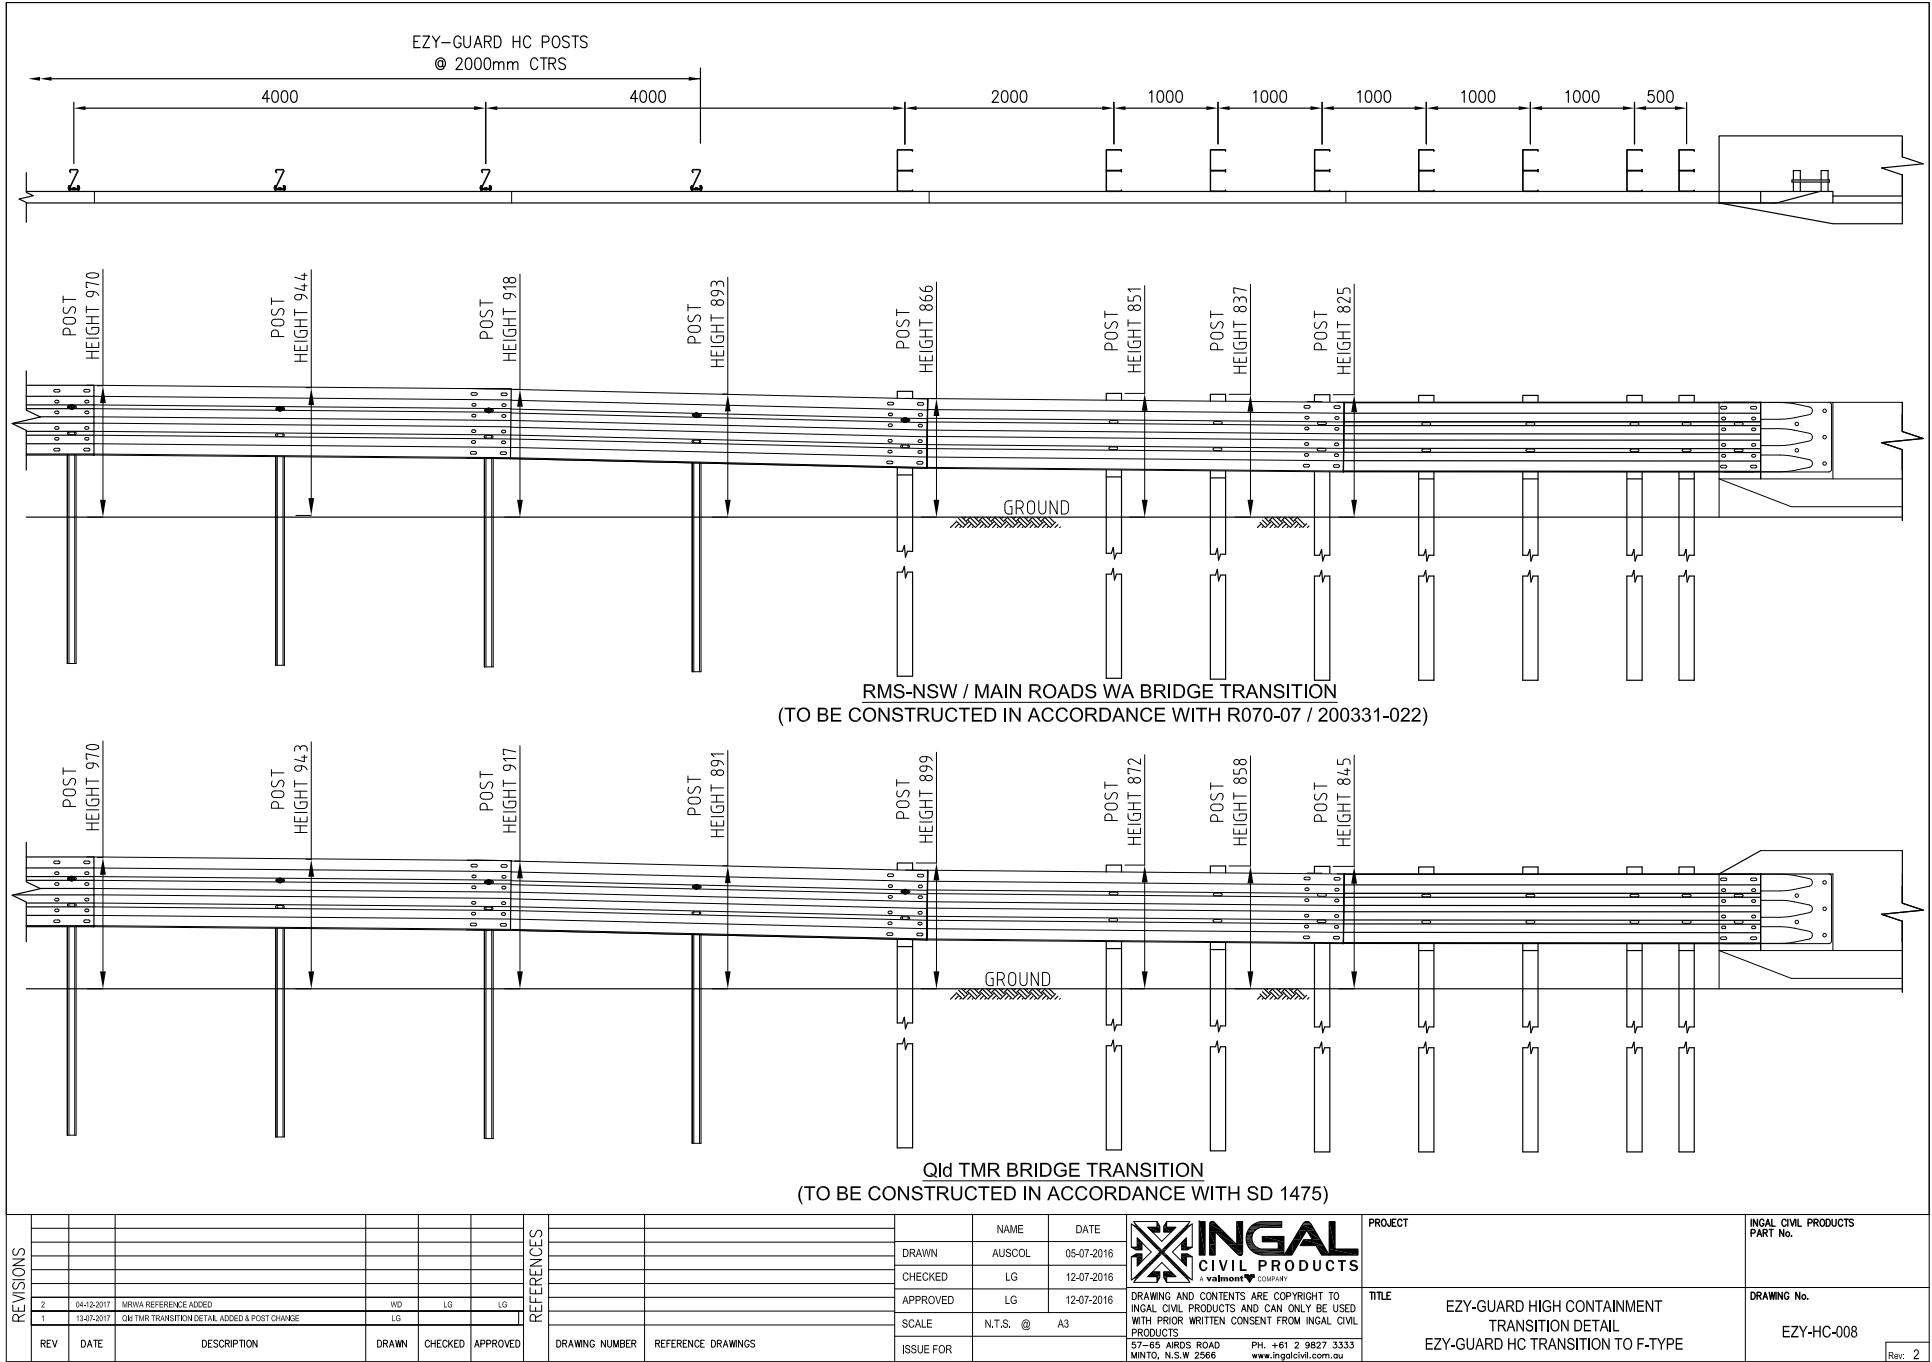 EZY-GUARD HC POSTS
@ 2000mm CTRS
4000
4000
2000
1000
1000
1000
1000
1000
500
POST
HEIGHT 970
POST
HEIGHT 944
POST
HEIGHT 918
POST
HEIGHT 893
POST
HEIGHT 866
POST
HEIGHT 851
POST
HEIGHT 837
POST
HEIGHT 825
GROUND
RMS-NSW / MAIN ROADS WA BRIDGE TRANSITION
(TO BE CONSTRUCTED IN ACCORDANCE WITH R070-07 / 200331-022)
POST
HEIGHT 970
POST
HEIGHT 943
POST
HEIGHT 917
POST
HEIGHT 891
POST
HEIGHT 899
POST
HEIGHT 872
POST
HEIGHT 858
POST
HEIGHT 845
GROUND
Qld TMR BRIDGE TRANSITION
(TO BE CONSTRUCTED IN ACCORDANCE WITH SD 1475)
REVISIONS
2 04-12-2017 MRWA REFERENCE ADDED WD LG LG
1 13-07-2017 Qld TMR TRANSITION DETAIL ADDED & POST CHANGE LG
REV DATE DESCRIPTION DRAWN CHECKED APPROVED
REFERENCES
DRAWING NUMBER REFERENCE DRAWINGS
NAME DATE
DRAWN AUSCOL 05-07-2016
CHECKED LG 12-07-2016
APPROVED LG 12-07-2016
SCALE N.T.S. @ A3
ISSUE FOR
INGAL
CIVIL PRODUCTS
A valmont COMPANY
DRAWING AND CONTENTS ARE COPYRIGHT TO
INGAL CIVIL PRODUCTS AND CAN ONLY BE USED
WITH PRIOR WRITTEN CONSENT FROM INGAL CIVIL
PRODUCTS
57-65 AIRDS ROAD PH. +61 2 9827 3333
MINTO, N.S.W 2566 www.ingalcivil.com.au
PROJECT
TITLE
EZY-GUARD HIGH CONTAINMENT
TRANSITION DETAIL
EZY-GUARD HC TRANSITION TO F-TYPE
INGAL CIVIL PRODUCTS
PART No.
DRAWING No.
EZY-HC-008
Rev: 2